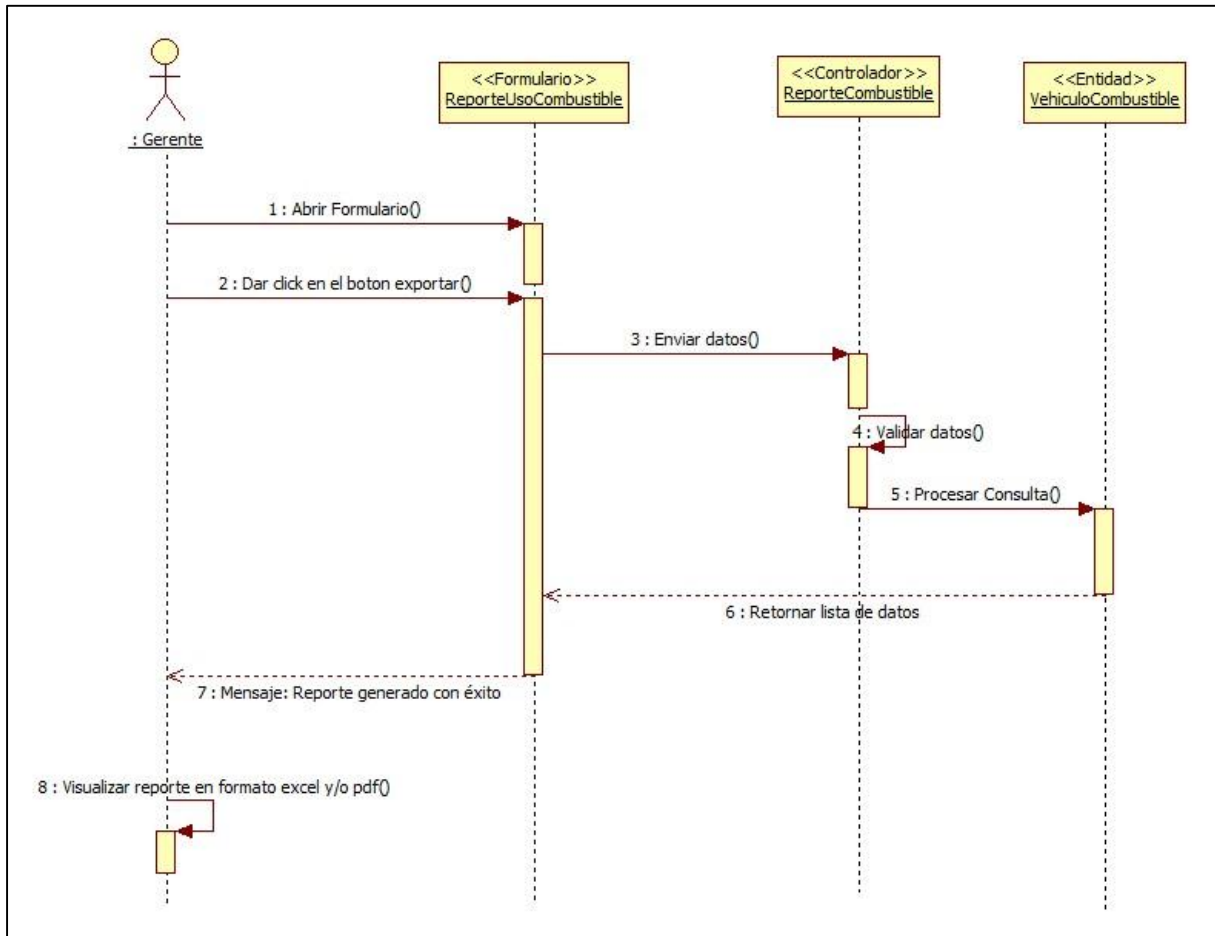 <<Formulario>>
ReporteUsoCombustible
<<Controlador>>
ReporteCombustible
<<Entidad>>
VehiculoCombustible
: Gerente
1 : Abrir Formulario()
2 : Dar click en el boton exportar()
3 : Enviar datos()
4 : Validar datos()
5 : Procesar Consulta()
6 : Retornar lista de datos
7 : Mensaje: Reporte generado con éxito
8 : Visualizar reporte en formato excel y/o pdf()